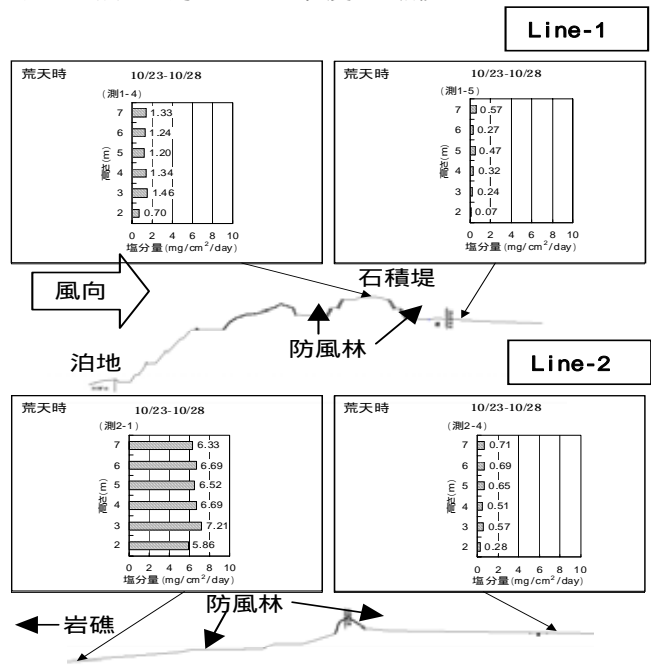 Line-1
荒天時 10/23-10/28
(測1-4)
高さ(m)
7 1.33
6 1.24
5 1.20
4 1.34
3 1.46
2 0.70
0 2 4 6 8 10
塩分量(mg/cm²/day)
荒天時 10/23-10/28
(測1-5)
高さ(m)
7 0.57
6 0.27
5 0.47
4 0.32
3 0.24
2 0.07
0 2 4 6 8 10
塩分量(mg/cm²/day)
風向
石積堤
防風林
泊地
Line-2
荒天時 10/23-10/28
(測2-1)
高さ(m)
7 6.33
6 6.69
5 6.52
4 6.69
3 7.21
2 5.86
0 2 4 6 8 10
塩分量(mg/cm²/day)
荒天時 10/23-10/28
(測2-4)
高さ(m)
7 0.71
6 0.69
5 0.65
4 0.51
3 0.57
2 0.28
0 2 4 6 8 10
塩分量(mg/cm²/day)
防風林
岩礁